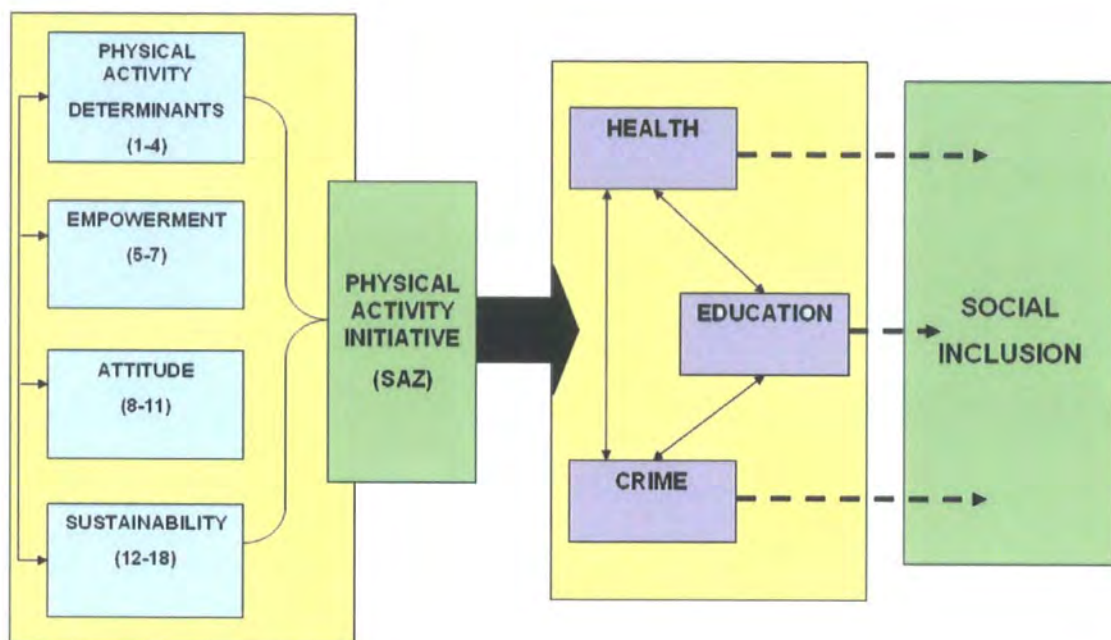 PHYSICAL
ACTIVITY
DETERMINANTS
(1-4)
EMPOWERMENT
(5-7)
ATTITUDE
(8-11)
SUSTAINABILITY
(12-18)
PHYSICAL
ACTIVITY
INITIATIVE
(SAZ)
HEALTH
EDUCATION
CRIME
SOCIAL
INCLUSION